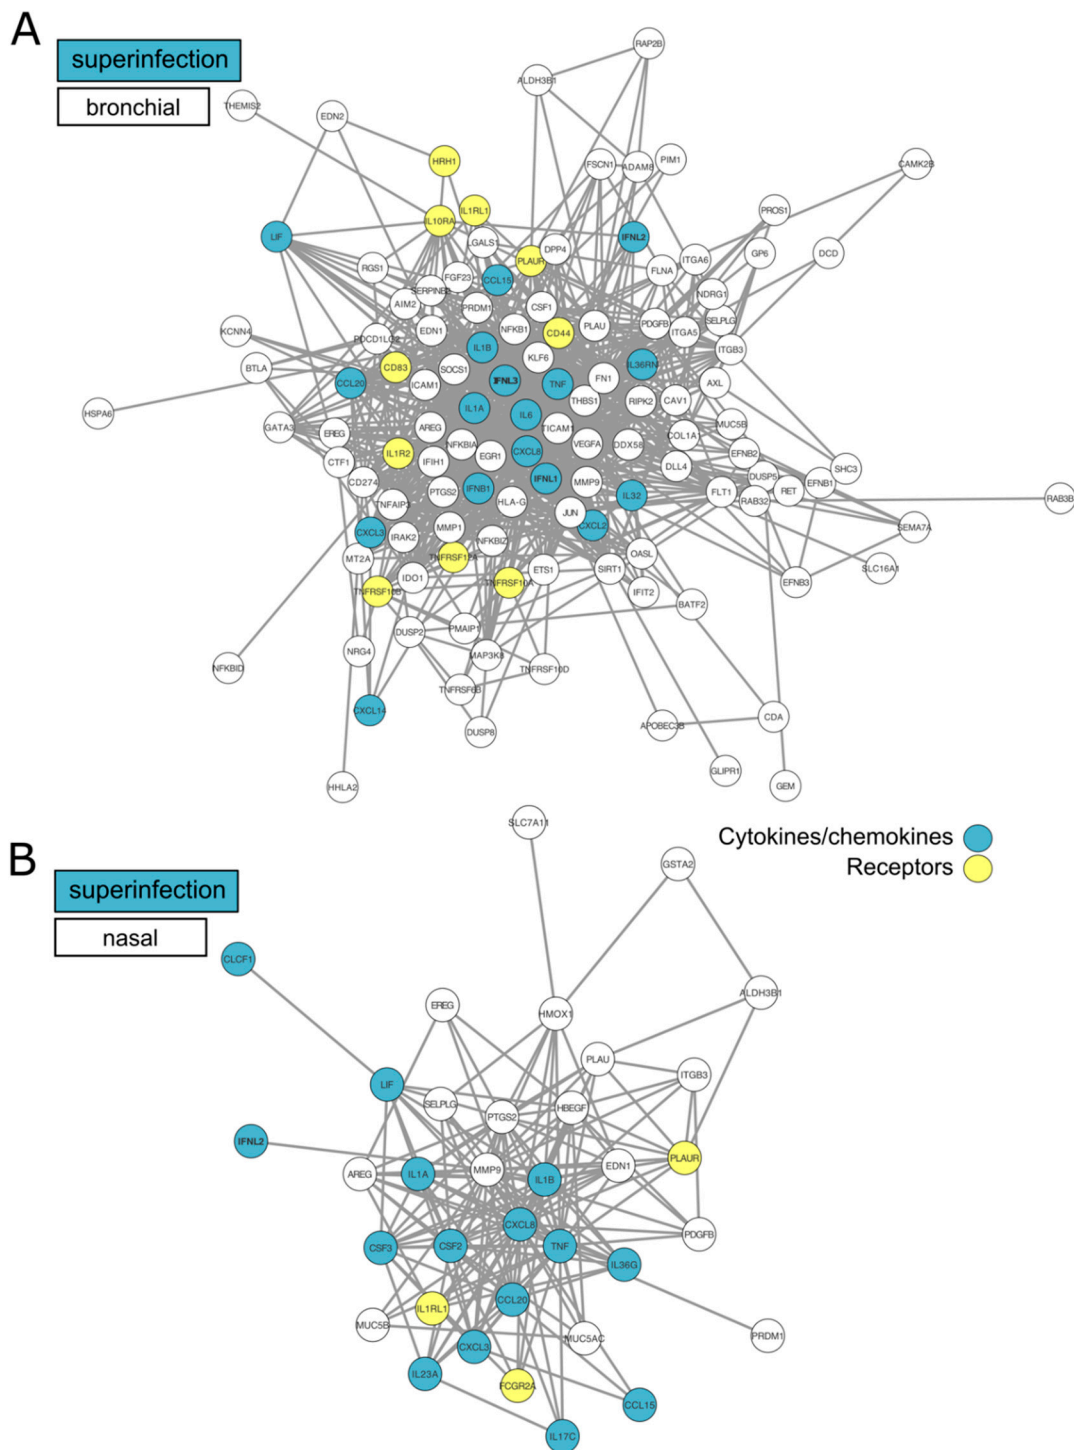 A
superinfection
bronchial
RAP2B
ALDH3B1
THEMIS2
EDN2
HRH1
FSCN1
ADAM8
PIM1
CAMK2B
IL1RL1
IL10RA
PROS1
LIF
LGALS1
DPP4
IFNL2
RGS1
PLAUR
FLNA
ITGA6
GP6
DCD
FGF23
CCL15
SERPINE2
AIM2
PRDM1
CSF1
NDRG1
EDN1
NFKB1
CD44
PLAU
PDGFB
ITGA5
SELPLG
KCNN4
PDCD1LG2
IL1B
KLF6
ITGB3
BTLA
CD83
SOCS1
IL36RN
CCL20
ICAM1
IFNL3
TNF
FN1
RIPK2
AXL
HSPA6
IL1A
IL6
THBS1
CAV1
GATA3
EREG
AREG
TICAM1
MUC5B
CTF1
IL1R2
NFKBIA
CXCL8
VEGFA
DDX58
COL1A1
EFNB2
IFIH1
EGR1
DLL4
SHC3
CD274
IFNL1
DUSP5
EFNB1
PTGS2
IFNB1
MMP9
IL32
FLT1
RET
TNFAIP3
HLA-G
RAB32
RAB3B
JUN
CXCL3
IRAK2
MMP1
NFKBIZ
CXCL2
SEMA7A
MT2A
TNFRSF12A
OASL
IDO1
ETS1
SIRT1
SLC16A1
TNFRSF10B
TNFRSF10A
IFIT2
EFNB3
BATF2
DUSP2
PMAIP1
NRG4
MAP3K8
NFKBID
TNFRSF10D
TNFRSF6B
CXCL14
CDA
APOBEC3B
DUSP8
GLIPR1
HHLA2
GEM
Cytokines/chemokines
Receptors
B
superinfection
nasal
SLC7A11
GSTA2
CLCF1
ALDH3B1
EREG
HMOX1
PLAU
LIF
ITGB3
SELPLG
PTGS2
HBEGF
IFNL2
PLAUR
AREG
IL1A
MMP9
IL1B
EDN1
CXCL8
PDGFB
CSF3
CSF2
TNF
IL36G
CCL20
IL1RL1
MUC5B
MUC5AC
PRDM1
CXCL3
IL23A
FCGR2A
CCL15
IL17C